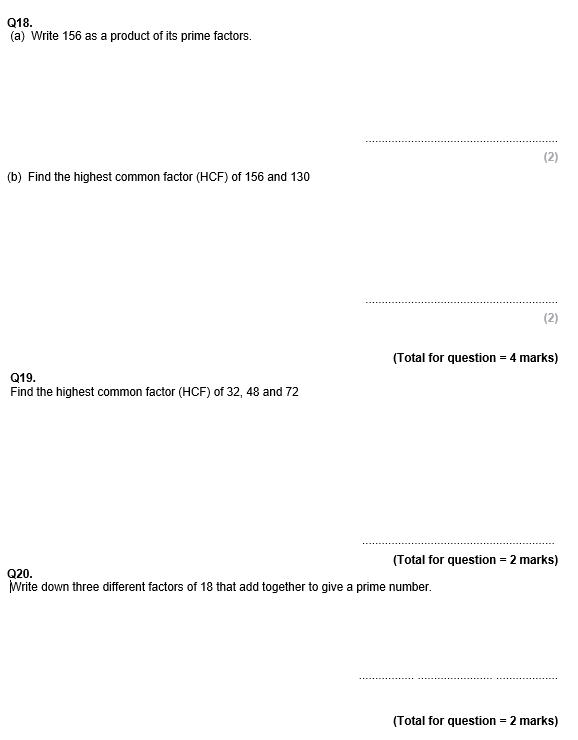 Q18.
(a) Write 156 as a product of its prime factors.
...........................................................
(2)
(b) Find the highest common factor (HCF) of 156 and 130
...........................................................
(2)
(Total for question = 4 marks)
Q19.
Find the highest common factor (HCF) of 32, 48 and 72
...........................................................
(Total for question = 2 marks)
Q20.
Write down three different factors of 18 that add together to give a prime number.
................. ....................... ...................
(Total for question = 2 marks)